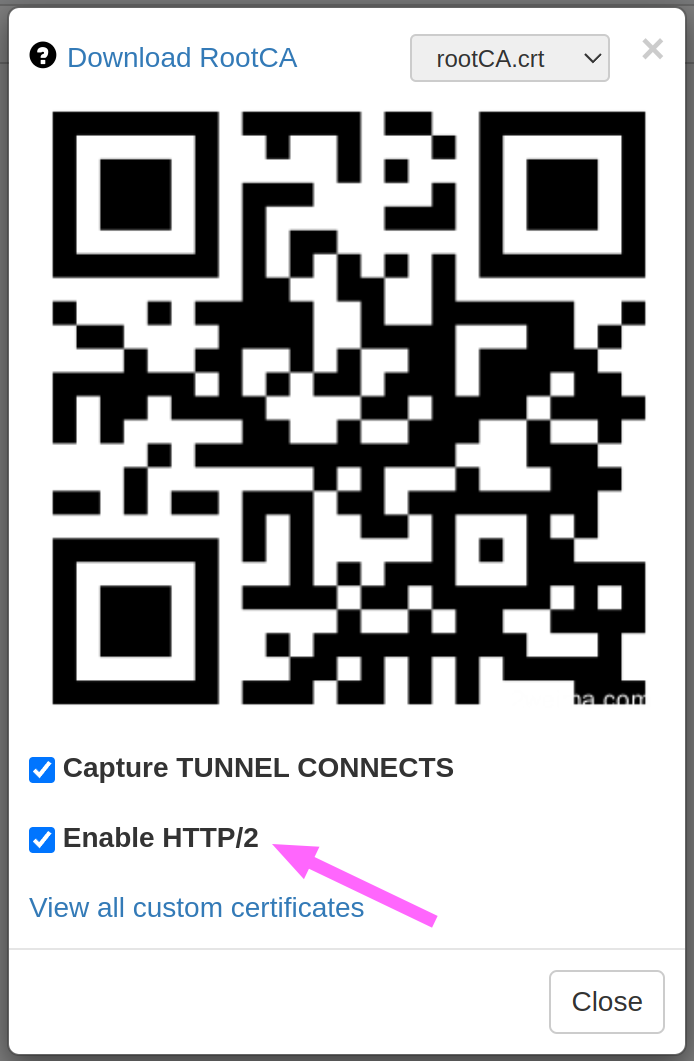 Download RootCA
rootCA.crt
Capture TUNNEL CONNECTS
Enable HTTP/2
View all custom certificates
Close